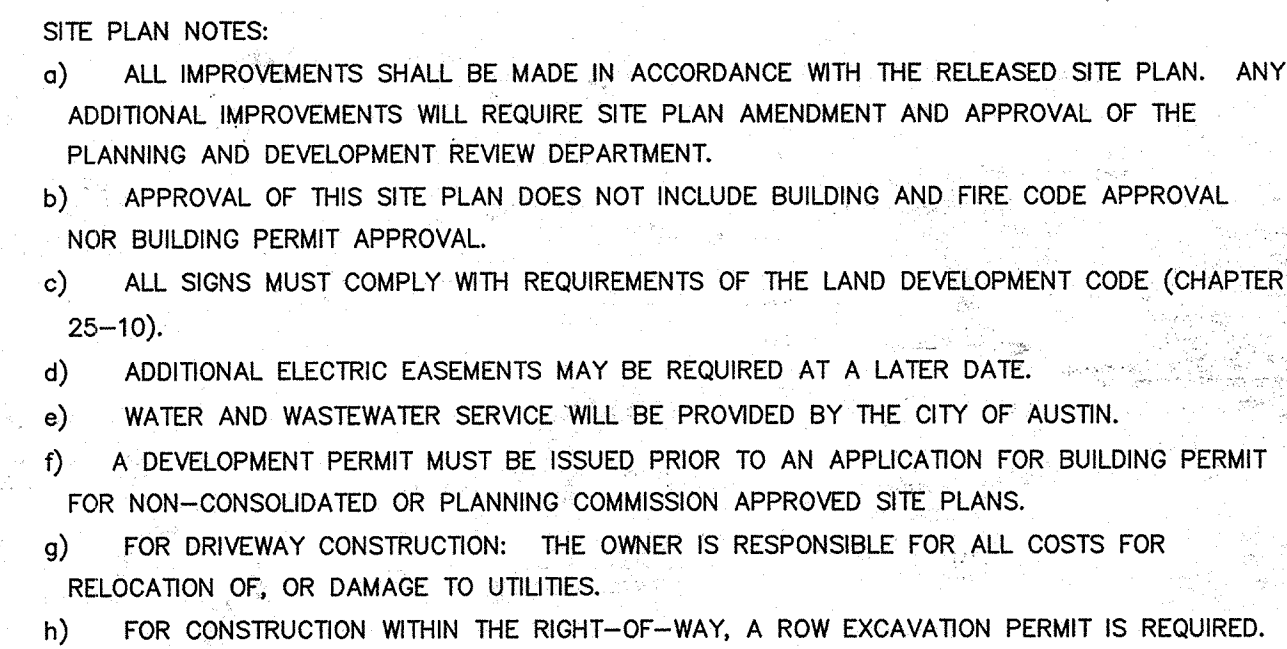 SITE PLAN NOTES:
a) ALL IMPROVEMENTS SHALL BE MADE IN ACCORDANCE WITH THE RELEASED SITE PLAN. ANY
ADDITIONAL IMPROVEMENTS WILL REQUIRE SITE PLAN AMENDMENT AND APPROVAL OF THE
PLANNING AND DEVELOPMENT REVIEW DEPARTMENT.
b) APPROVAL OF THIS SITE PLAN DOES NOT INCLUDE BUILDING AND FIRE CODE APPROVAL
NOR BUILDING PERMIT APPROVAL.
c) ALL SIGNS MUST COMPLY WITH REQUIREMENTS OF THE LAND DEVELOPMENT CODE (CHAPTER
25-10).
d) ADDITIONAL ELECTRIC EASEMENTS MAY BE REQUIRED AT A LATER DATE.
e) WATER AND WASTEWATER SERVICE WILL BE PROVIDED BY THE CITY OF AUSTIN.
f) A DEVELOPMENT PERMIT MUST BE ISSUED PRIOR TO AN APPLICATION FOR BUILDING PERMIT
FOR NON-CONSOLIDATED OR PLANNING COMMISSION APPROVED SITE PLANS.
g) FOR DRIVEWAY CONSTRUCTION: THE OWNER IS RESPONSIBLE FOR ALL COSTS FOR
RELOCATION OF, OR DAMAGE TO UTILITIES.
h) FOR CONSTRUCTION WITHIN THE RIGHT-OF-WAY, A ROW EXCAVATION PERMIT IS REQUIRED.